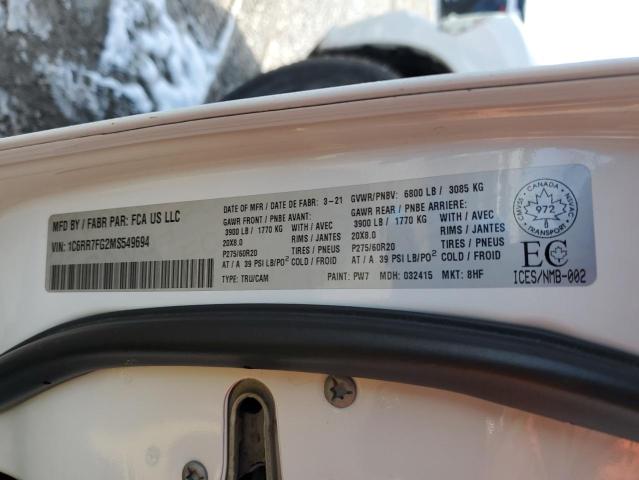 MFD BY / FABR PAR: FCA US LLC
VIN: 1C6RR7FG2MS549694
DATE OF MFR / DATE DE FABR: 3-21
GVWR/PNBV: 6800 LB / 3085 KG
GAWR FRONT / PNBE AVANT:
3900 LB / 1770 KG WITH / AVEC
20X8.0 RIMS / JANTES
P275/60R20 TIRES / PNEUS
AT / A 39 PSI LB/PO² COLD / FROID
GAWR REAR / PNBE ARRIERE:
3900 LB / 1770 KG WITH / AVEC
20X8.0 RIMS / JANTES
P275/60R20 TIRES / PNEUS
AT / A 39 PSI LB/PO² COLD / FROID
TYPE: TRU/CAM
PAINT: PW7
MDH: 032415
MKT: 8HF
CANADA
CMVSS
972
NSVAC
TRANSPORT
EC
ICES/NMB-002